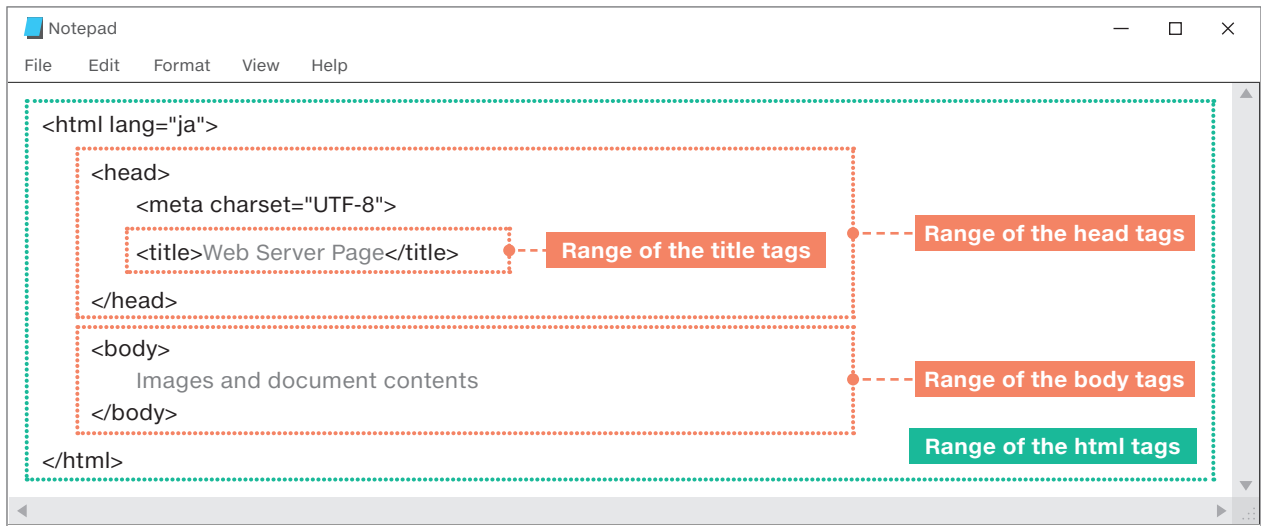 Notepad
File Edit Format View Help
<html lang="ja">
<head>
<meta charset="UTF-8">
<title>Web Server Page</title>
Range of the title tags
Range of the head tags
</head>
<body>
Images and document contents
Range of the body tags
</body>
Range of the html tags
</html>